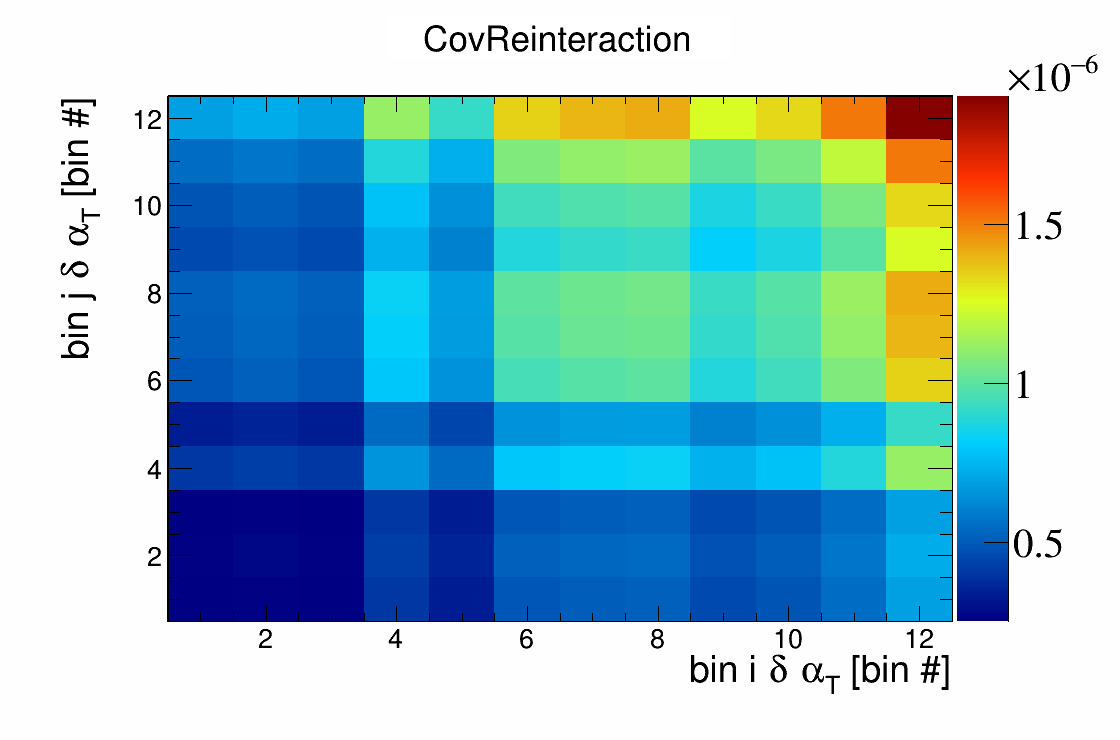 CovReinteraction
×10⁻⁶
bin j δ α_T [bin #]
12
10
8
6
4
2
1.5
1
0.5
2 4 6 8 10 12
bin i δ α_T [bin #]